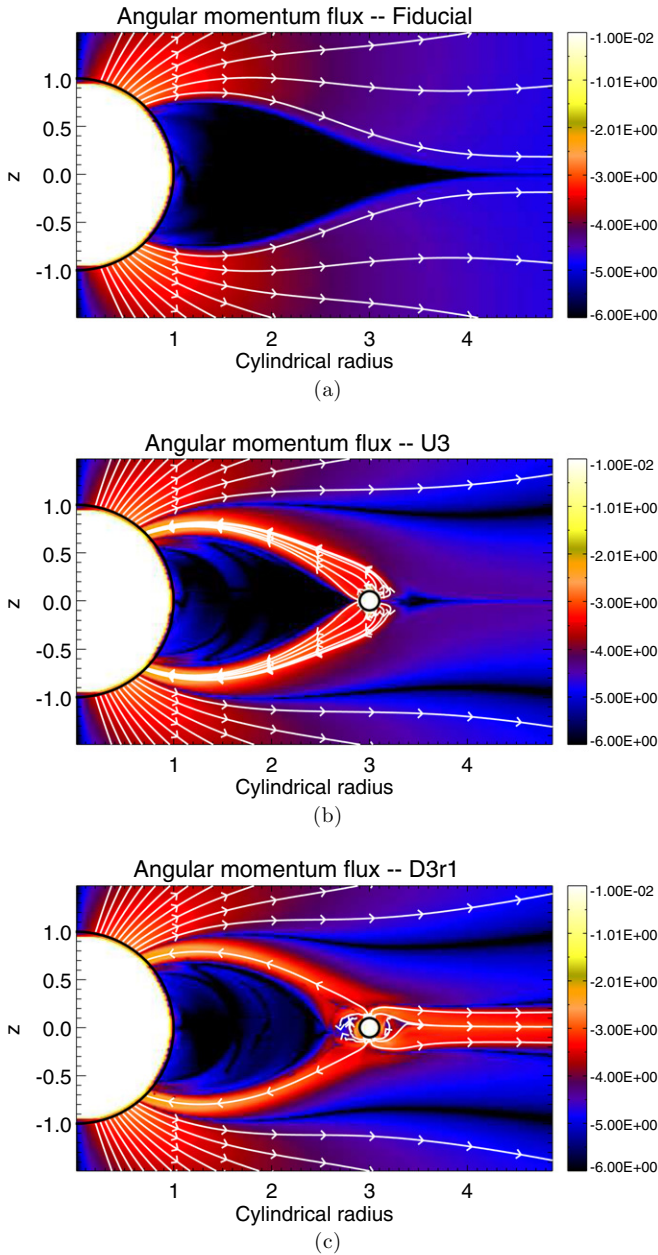 Angular momentum flux -- Fiducial
1.0
0.5
0.0
-0.5
-1.0
z
1 2 3 4
Cylindrical radius
-1.00E-02
-1.01E+00
-2.01E+00
-3.00E+00
-4.00E+00
-5.00E+00
-6.00E+00
(a)
Angular momentum flux -- U3
1.0
0.5
0.0
-0.5
-1.0
z
1 2 3 4
Cylindrical radius
-1.00E-02
-1.01E+00
-2.01E+00
-3.00E+00
-4.00E+00
-5.00E+00
-6.00E+00
(b)
Angular momentum flux -- D3r1
1.0
0.5
0.0
-0.5
-1.0
z
1 2 3 4
Cylindrical radius
-1.00E-02
-1.01E+00
-2.01E+00
-3.00E+00
-4.00E+00
-5.00E+00
-6.00E+00
(c)